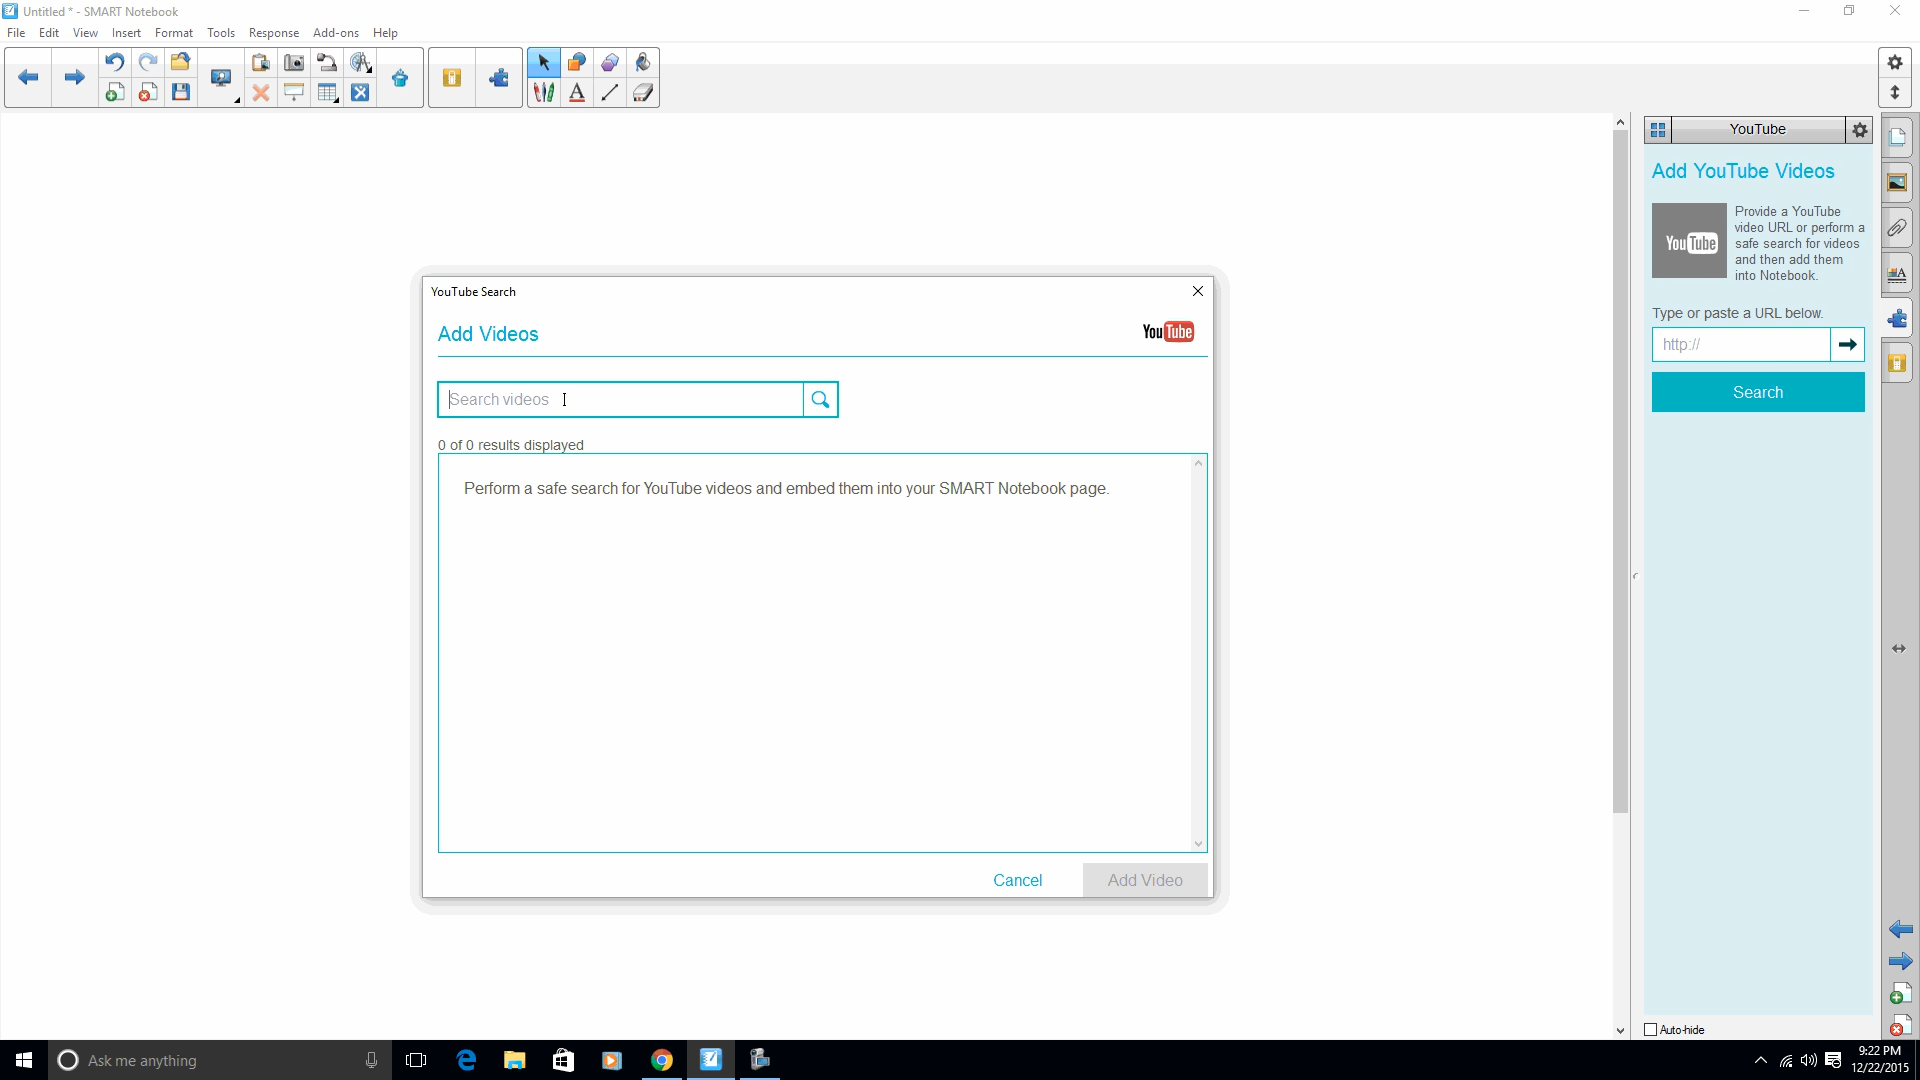 Untitled * - SMART Notebook
File Edit View Insert Format Tools Response Add-ons Help
YouTube
Add YouTube Videos
You Tube
Provide a YouTube
video URL or perform a
safe search for videos
and then add them
into Notebook.
Type or paste a URL below.
http://
Search
YouTube Search
Add Videos
You Tube
Search videos
0 of 0 results displayed
Perform a safe search for YouTube videos and embed them into your SMART Notebook page.
Cancel
Add Video
Auto-hide
Ask me anything
9:22 PM
12/22/2015